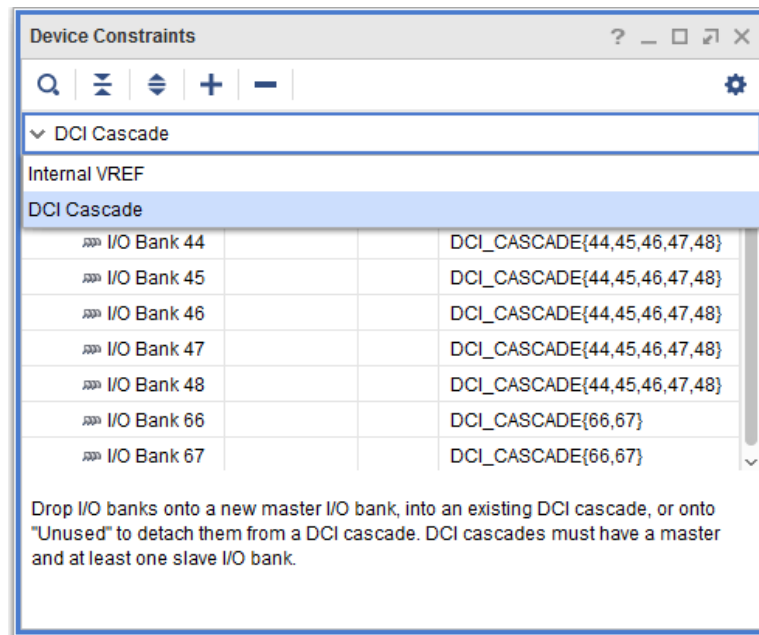 Device Constraints
DCI Cascade
Internal VREF
DCI Cascade
I/O Bank 44 DCI_CASCADE{44,45,46,47,48}
I/O Bank 45 DCI_CASCADE{44,45,46,47,48}
I/O Bank 46 DCI_CASCADE{44,45,46,47,48}
I/O Bank 47 DCI_CASCADE{44,45,46,47,48}
I/O Bank 48 DCI_CASCADE{44,45,46,47,48}
I/O Bank 66 DCI_CASCADE{66,67}
I/O Bank 67 DCI_CASCADE{66,67}
Drop I/O banks onto a new master I/O bank, into an existing DCI cascade, or onto
"Unused" to detach them from a DCI cascade. DCI cascades must have a master
and at least one slave I/O bank.